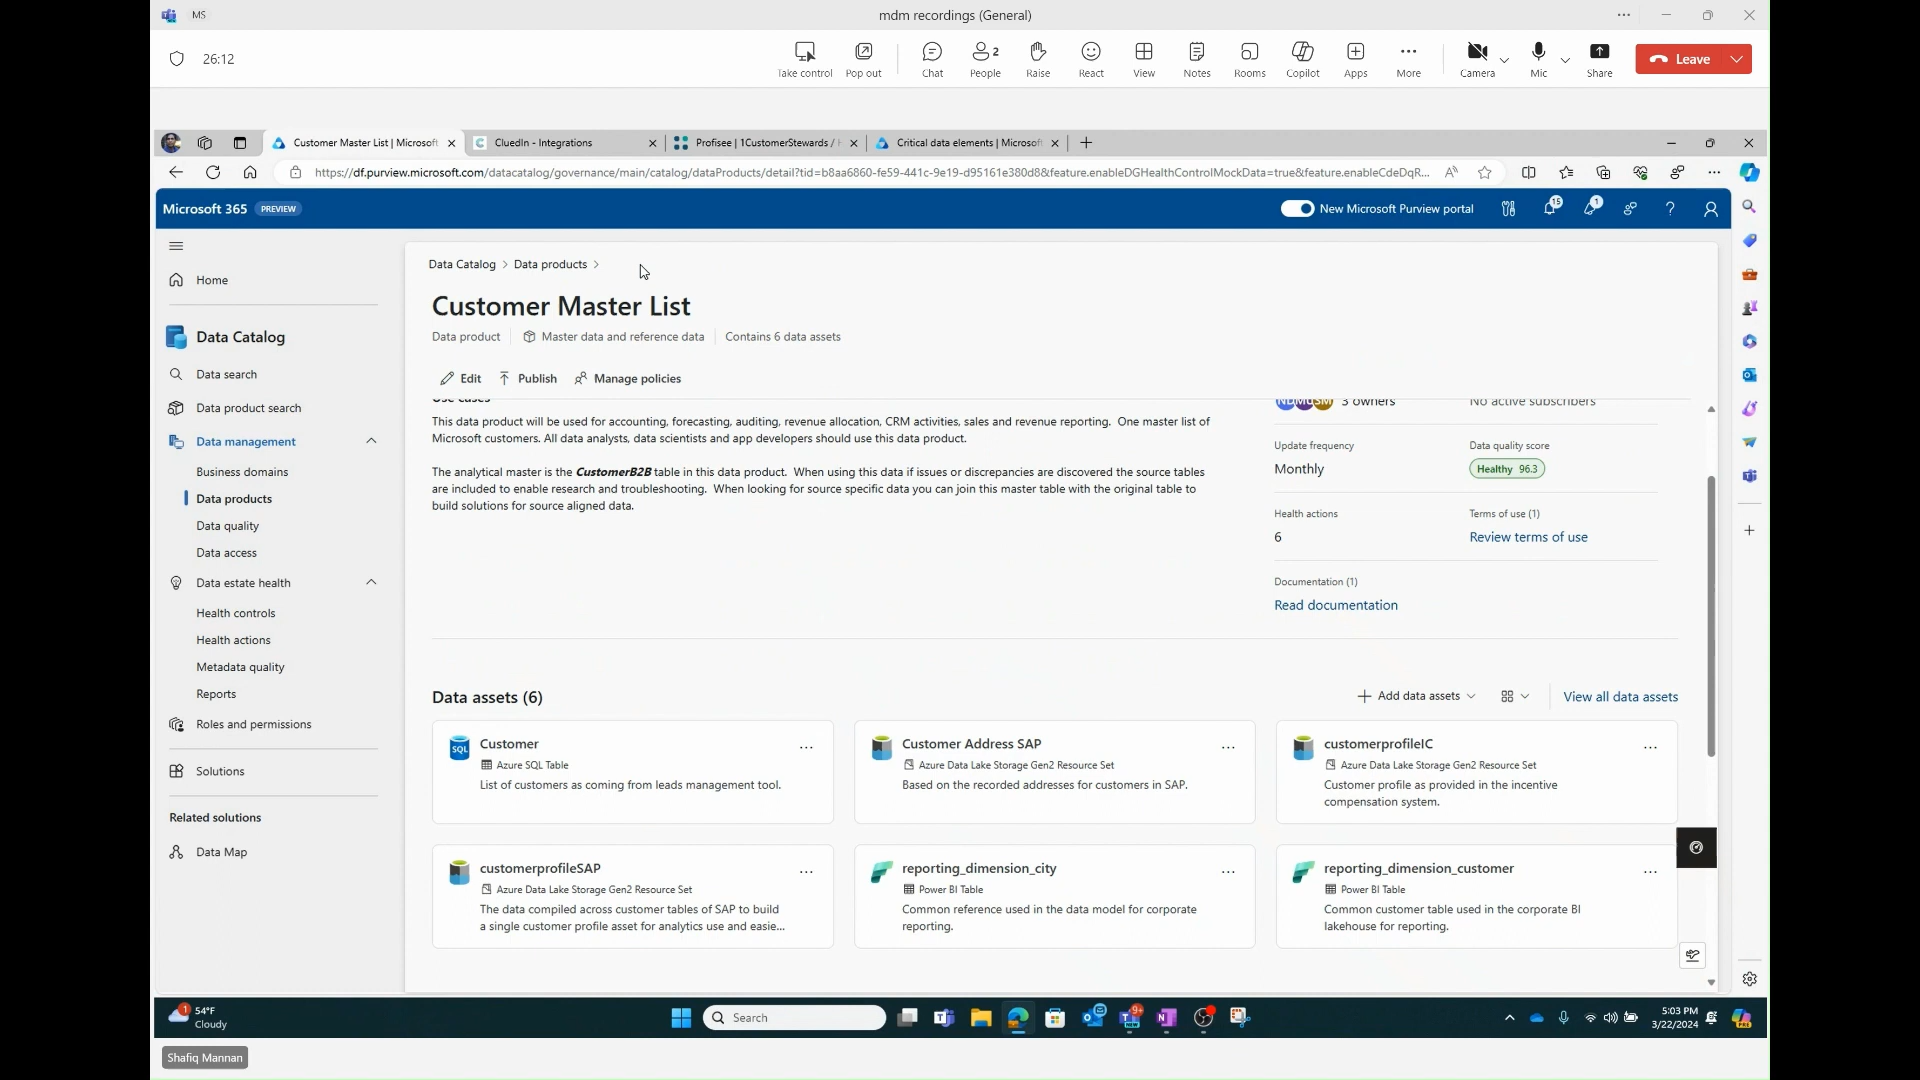 MS
mdm recordings (General)
26:12
Take control
Pop out
Chat
People
2
Raise
React
View
Notes
Rooms
Copilot
Apps
More
Camera
Mic
Share
Leave
Customer Master List | Microsoft
CluedIn - Integrations
Profisee | 1CustomerStewards /
Critical data elements | Microsoft
https://df.purview.microsoft.com/datacatalog/governance/main/catalog/dataProducts/detail?tid=b8aa6860-fe59-441c-9e19-d95161e380d8&feature.enableDGHealthControlMockData=true&feature.enableCdeDqR...
Microsoft 365
PREVIEW
New Microsoft Purview portal
15
1
Home
Data Catalog
Data search
Data product search
Data management
Business domains
Data products
Data quality
Data access
Data estate health
Health controls
Health actions
Metadata quality
Reports
Roles and permissions
Solutions
Related solutions
Data Map
Data Catalog > Data products >
Customer Master List
Data product
Master data and reference data
Contains 6 data assets
Edit
Publish
Manage policies
Use cases
This data product will be used for accounting, forecasting, auditing, revenue allocation, CRM activities, sales and revenue reporting. One master list of
Microsoft customers. All data analysts, data scientists and app developers should use this data product.
The analytical master is the CustomerB2B table in this data product. When using this data if issues or discrepancies are discovered the source tables
are included to enable research and troubleshooting. When looking for source specific data you can join this master table with the original table to
build solutions for source aligned data.
3 owners
No active subscribers
Update frequency
Monthly
Data quality score
Healthy 96.3
Health actions
6
Terms of use (1)
Review terms of use
Documentation (1)
Read documentation
Data assets (6)
Add data assets
View all data assets
SQL
Customer
Azure SQL Table
List of customers as coming from leads management tool.
Customer Address SAP
Azure Data Lake Storage Gen2 Resource Set
Based on the recorded addresses for customers in SAP.
customerprofileIC
Azure Data Lake Storage Gen2 Resource Set
Customer profile as provided in the incentive
compensation system.
customerprofileSAP
Azure Data Lake Storage Gen2 Resource Set
The data compiled across customer tables of SAP to build
a single customer profile asset for analytics use and easie...
reporting_dimension_city
Power BI Table
Common reference used in the data model for corporate
reporting.
reporting_dimension_customer
Power BI Table
Common customer table used in the corporate BI
lakehouse for reporting.
1
54°F
Cloudy
Search
9+
5:03 PM
3/22/2024
Shafiq Mannan